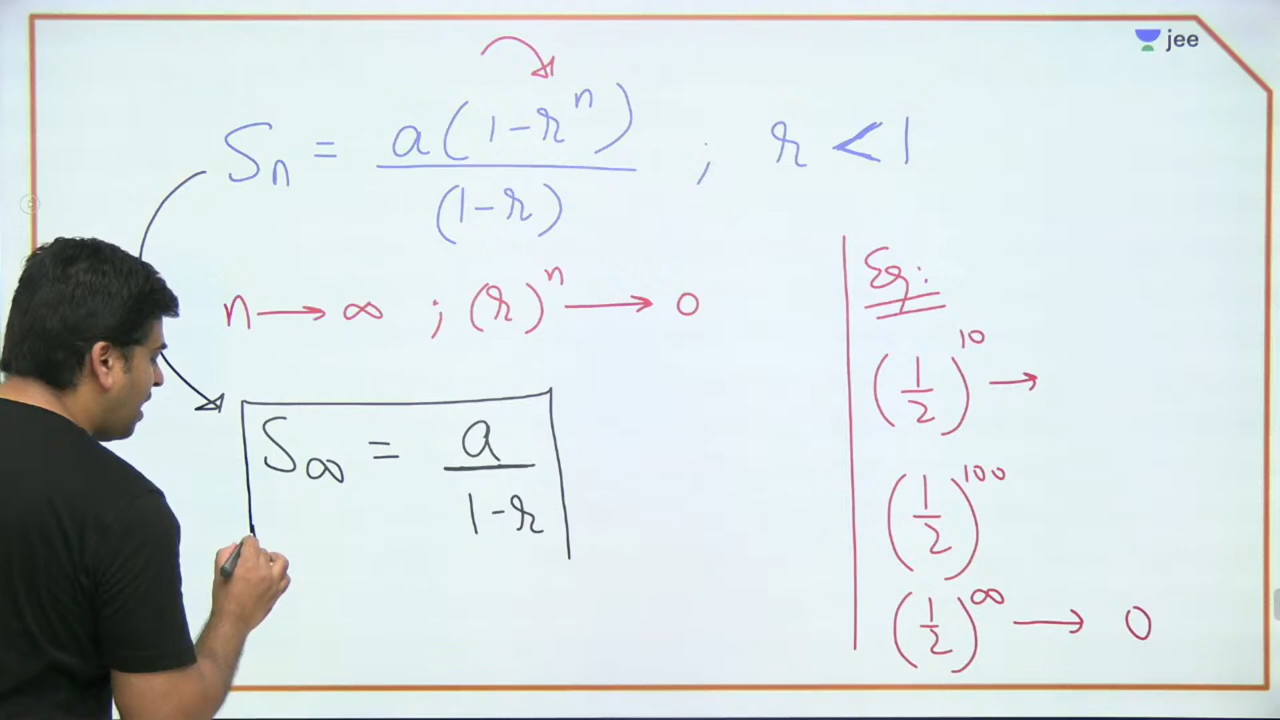 jee
Sn = a(1-r^n)/(1-r) ; r < 1
n → ∞ ; (r)^n → 0
S∞ = a/1-r
Eg:
(1/2)^10 →
(1/2)^100
(1/2)^∞ → 0